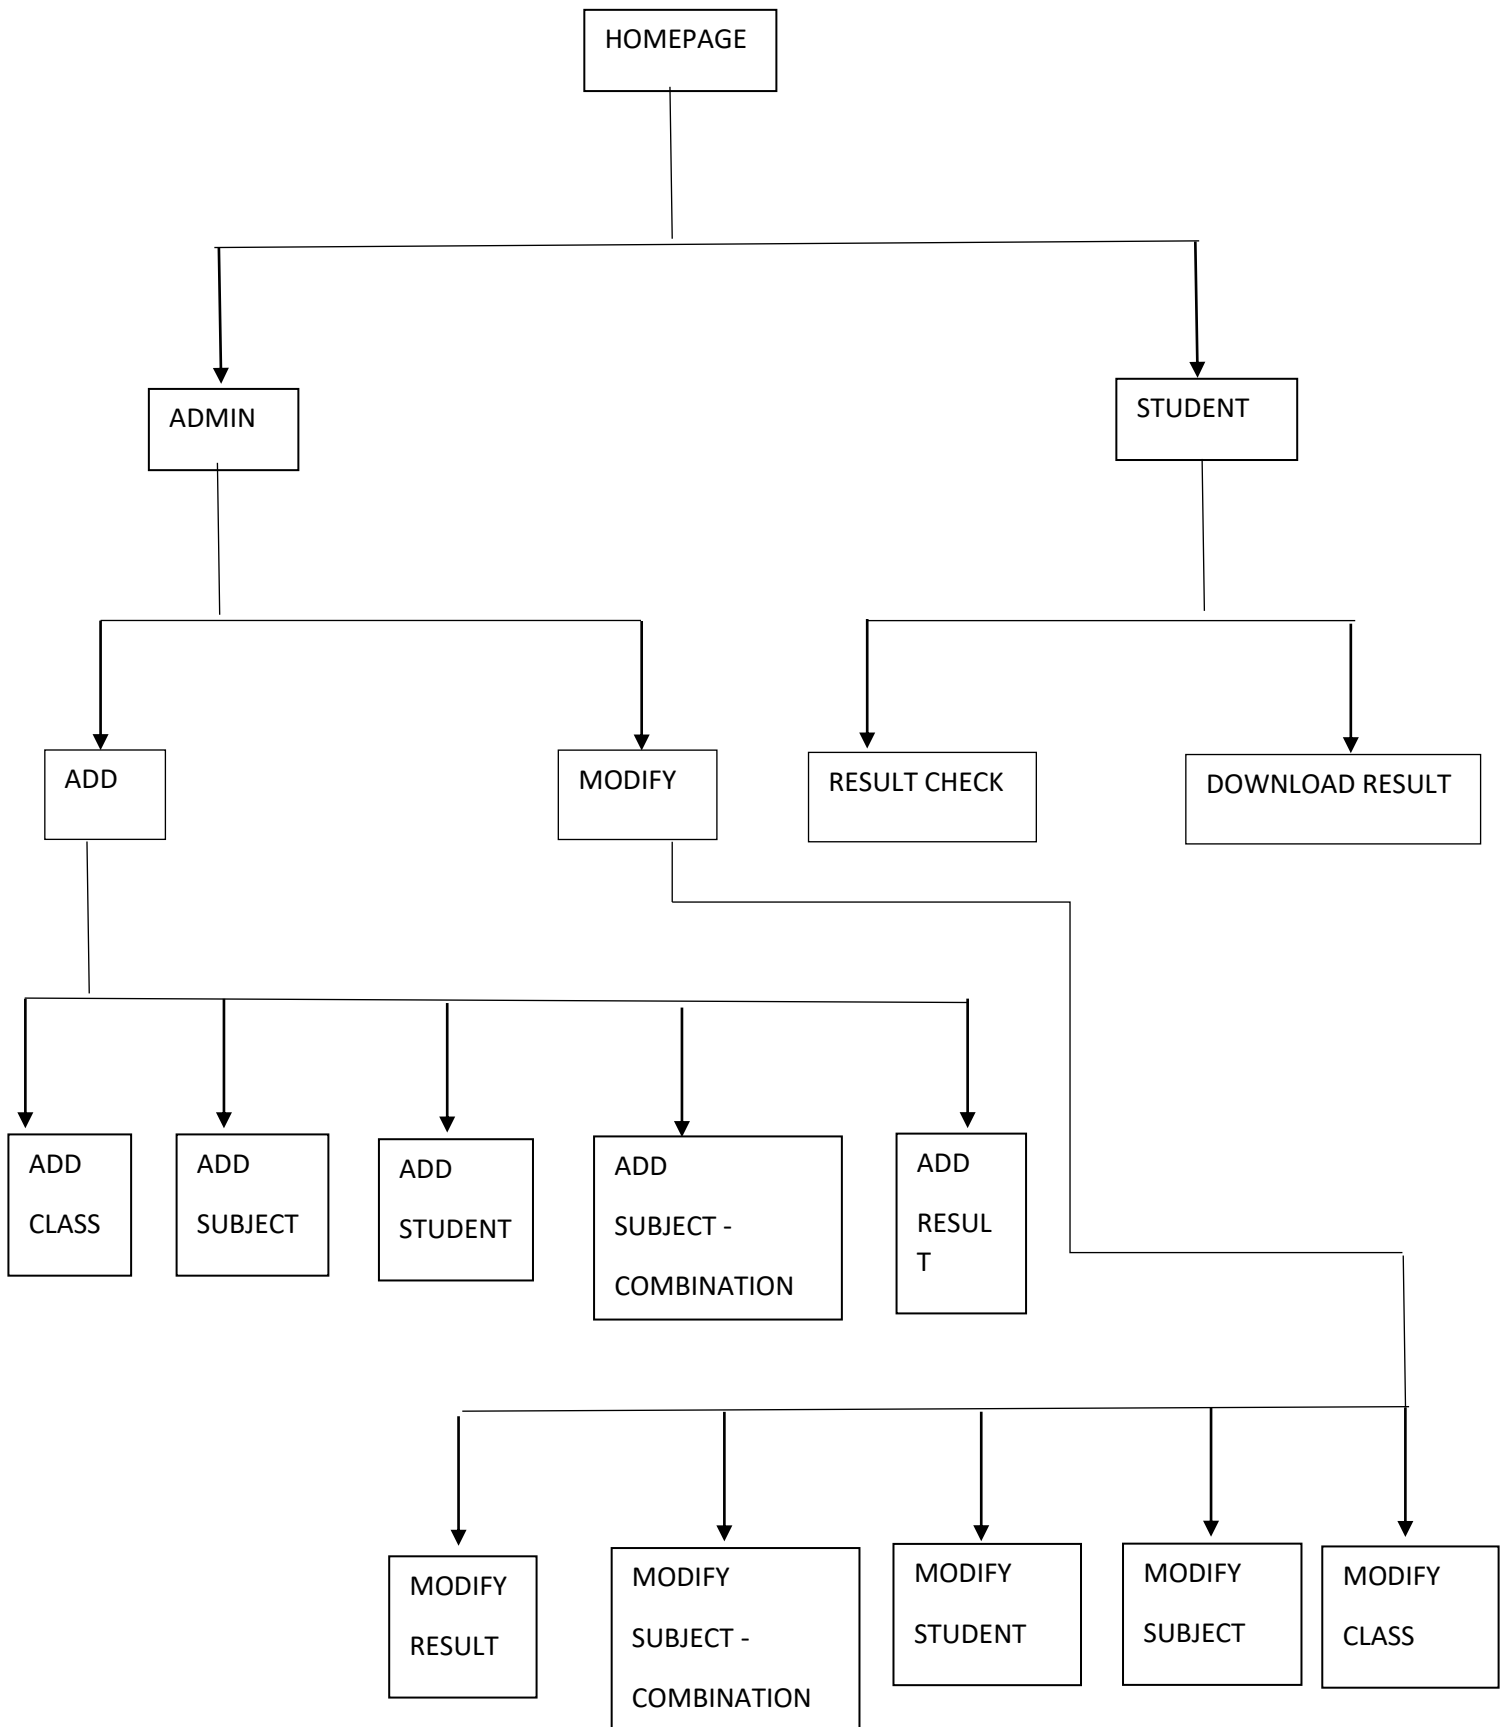 HOMEPAGE
ADMIN
STUDENT
ADD
MODIFY
RESULT CHECK
DOWNLOAD RESULT
ADD
CLASS
ADD
SUBJECT
ADD
STUDENT
ADD
SUBJECT -
COMBINATION
ADD
RESUL
T
MODIFY
RESULT
MODIFY
SUBJECT -
COMBINATION
MODIFY
STUDENT
MODIFY
SUBJECT
MODIFY
CLASS